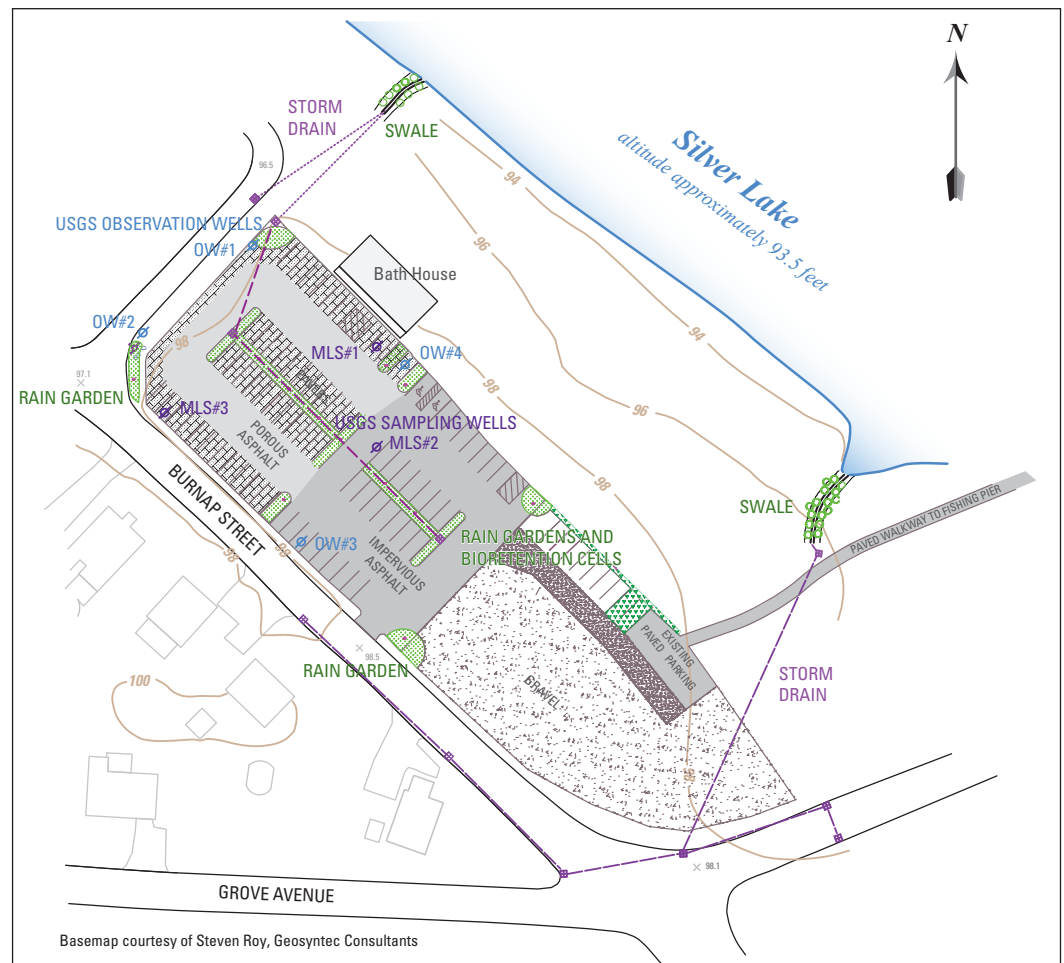 N
STORM
DRAIN
SWALE
96.5
94
Silver Lake
altitude approximately 93.5 feet
USGS OBSERVATION WELLS
OW#1
96
Bath House
OW#2
98
MLS#1
OW#4
94
97.1
98
RAIN GARDEN
MLS#3
USGS SAMPLING WELLS
MLS#2
96
POROUS
ASPHALT
98
BURNAP STREET
SWALE
PAVED WALKWAY TO FISHING PIER
OW#3
98
98
IMPERVIOUS
ASPHALT
RAIN GARDENS AND
BIORETENTION CELLS
98.5
EXISTING
PAVED PARKING
RAIN GARDEN
100
GRAVEL
STORM
DRAIN
98.1
GROVE AVENUE
Basemap courtesy of Steven Roy, Geosyntec Consultants